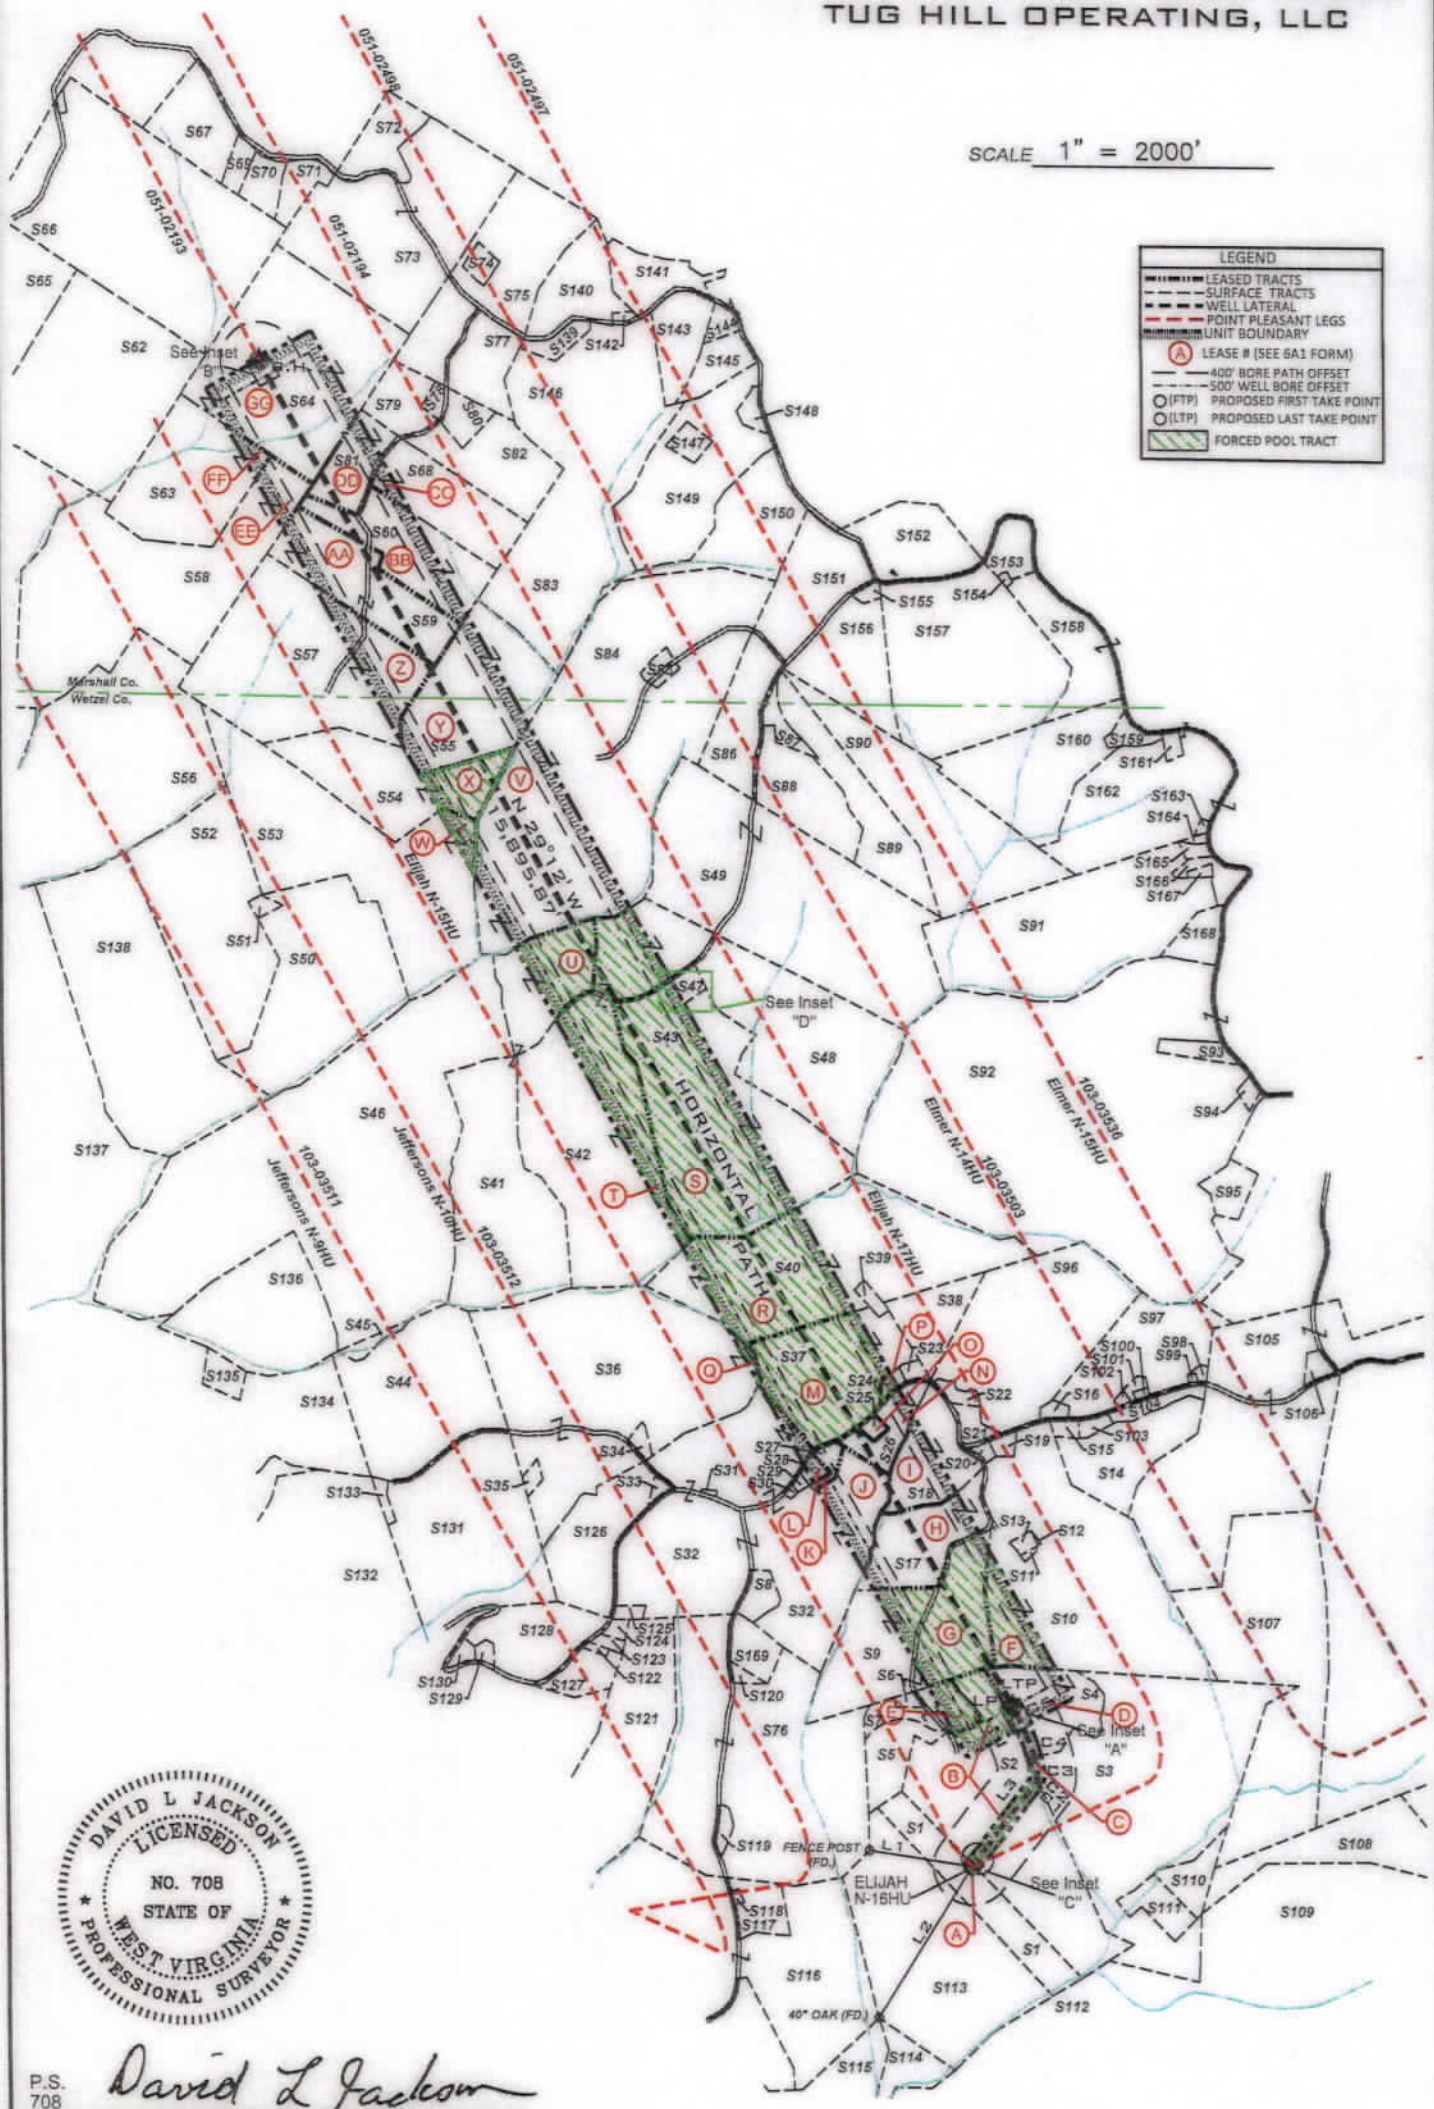 TUG HILL OPERATING, LLC
SCALE 1" = 2000'
LEGEND
LEASED TRACTS
SURFACE TRACTS
WELL LATERAL
POINT PLEASANT LEGS
UNIT BOUNDARY
A LEASE # (SEE 6A1 FORM)
400' BORE PATH OFFSET
500' WELL BORE OFFSET
(FTP) PROPOSED FIRST TAKE POINT
(LTP) PROPOSED LAST TAKE POINT
FORCED POOL TRACT
051-02498
051-02497
051-02193
051-02194
S67
S72
S69
S70
S71
S66
S73
S65
S74
S75
S140
S141
S62
S77
S139
S142
S143
S144
S145
See Inset
GG
S64
S79
S80
S146
S148
S147
S82
S81
FF
S63
DD
S68
CC
S149
S150
S152
EE
S60
AA
BB
S58
S83
S151
S153
S155
S154
S59
S156
S157
S158
S57
Z
S84
Marshall Co.
Wetzel Co.
Y
S55
S86
S87
S90
S160
S159
S161
S56
X
V
S54
S88
S162
S163
S164
S52
S53
W
S89
S165
S166
S167
N 29°12' W
15,895.87'
Elijah N-15HU
S49
S138
S51
S50
S91
S168
U
S47
See Inset
"D"
S43
S48
S92
S93
S94
S46
HORIZONTAL
PATH
S137
103-03511
Jeffersons N-9HU
Jeffersons N-10HU
103-03512
S42
S41
T
S
Elijah N-17HU
Elmer N-14HU
103-03503
Elmer N-15HU
103-03536
S95
S136
S39
S40
S96
S45
R
S38
P
O
N
S97
S98
S99
S100
S101
S102
S105
S135
S134
S44
S36
Q
S37
S23
M
S24
S25
S22
S16
S104
S103
S106
S21
S19
S15
S34
S27
S28
S29
S30
S26
S20
S14
S133
S35
S33
S31
J
I
S18
L
K
H
S13
S12
S131
S126
S32
S17
S11
S132
S8
S32
S10
S107
S128
S125
S124
S123
S122
S169
S9
G
F
S130
S129
S127
S120
S6
LTP
LP
S4
E
D
S121
S76
S7
See Inset
"A"
S5
S2
C4
C3
S3
B
L3
C2
C
S1
S119
FENCE POST
(FD.)
L1
S108
ELIJAH
N-16HU
See Inset
"C"
S110
S111
S109
S118
S117
A
L2
S1
S116
S113
S112
40" OAK (FD.)
S115
S114
DAVID L JACKSON
LICENSED
NO. 708
STATE OF
WEST VIRGINIA
PROFESSIONAL SURVEYOR
P.S.
708
David L Jackson